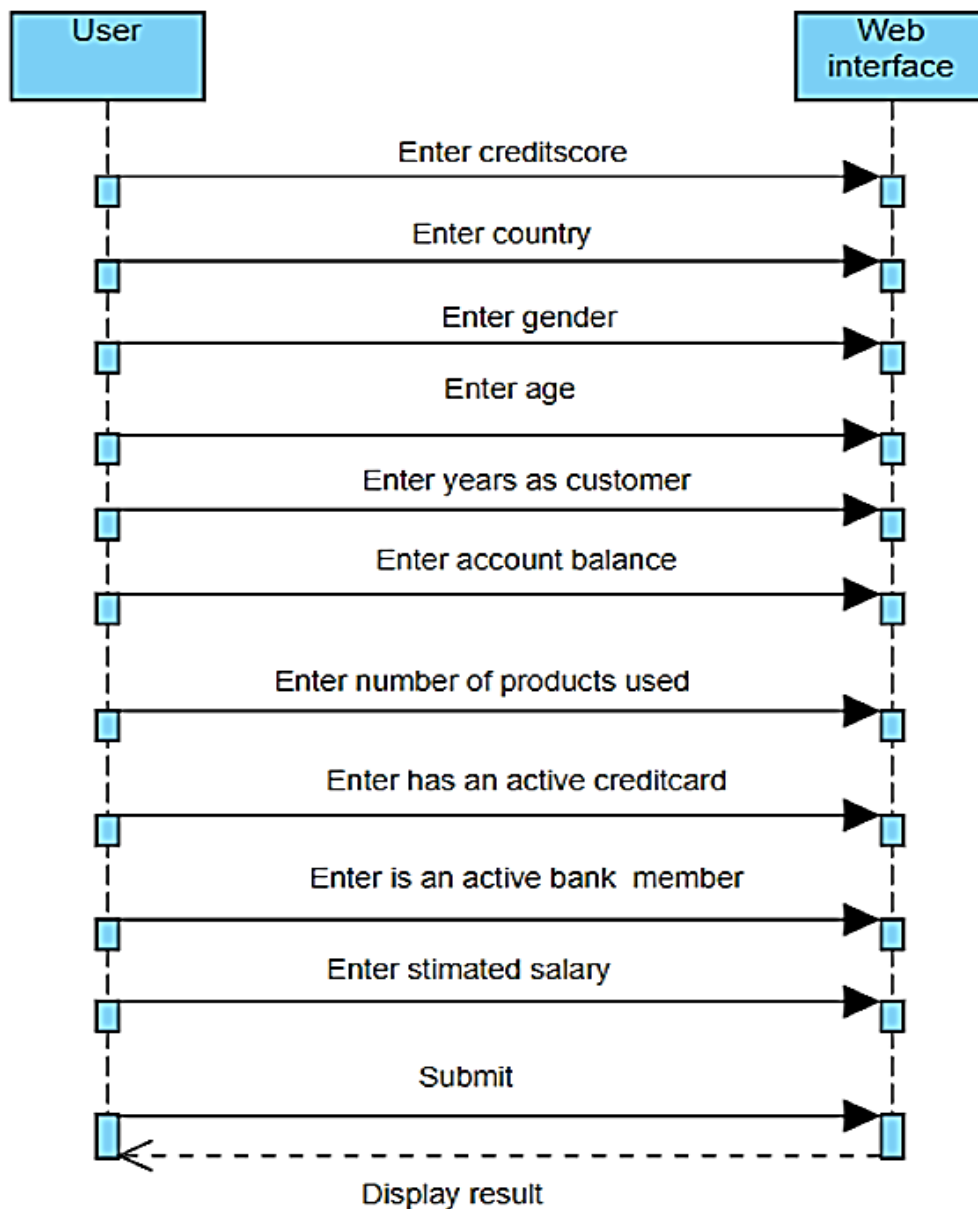 User
Web
interface
Enter creditscore
Enter country
Enter gender
Enter age
Enter years as customer
Enter account balance
Enter number of products used
Enter has an active creditcard
Enter is an active bank  member
Enter stimated salary
Submit
Display result